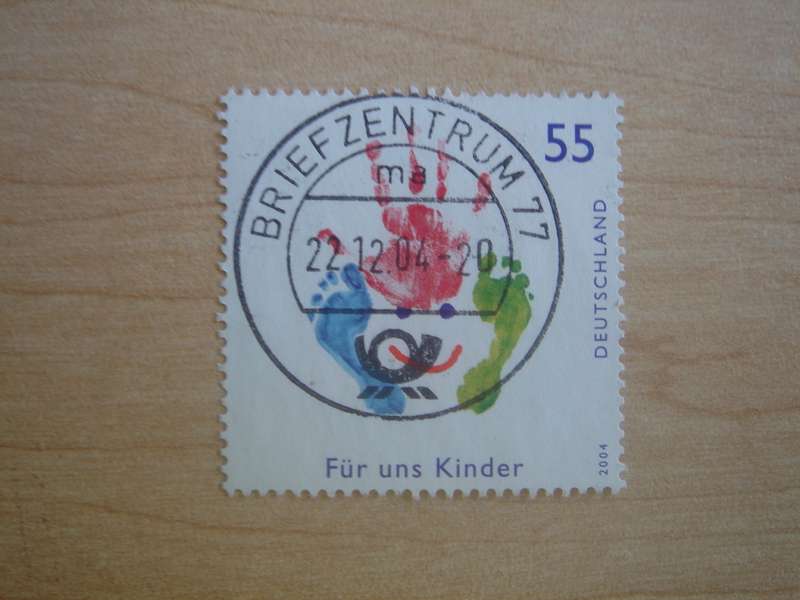 BRIEFZENTRUM 77
ma
22.12.04-20
55
DEUTSCHLAND
Für uns Kinder
2004